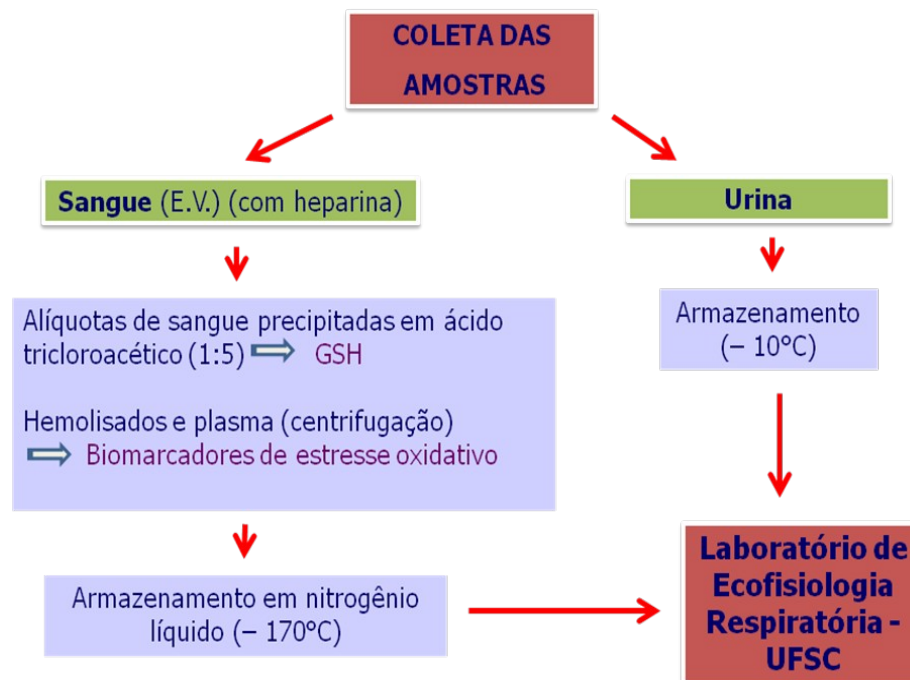 COLETA DAS
AMOSTRAS
Sangue (E.V.) (com heparina)
Urina
Alíquotas de sangue precipitadas em ácido
tricloroacético (1:5) GSH
Hemolisados e plasma (centrifugação)
Biomarcadores de estresse oxidativo
Armazenamento
(– 10°C)
Armazenamento em nitrogênio
líquido (– 170°C)
Laboratório de
Ecofisiologia
Respiratória -
UFSC